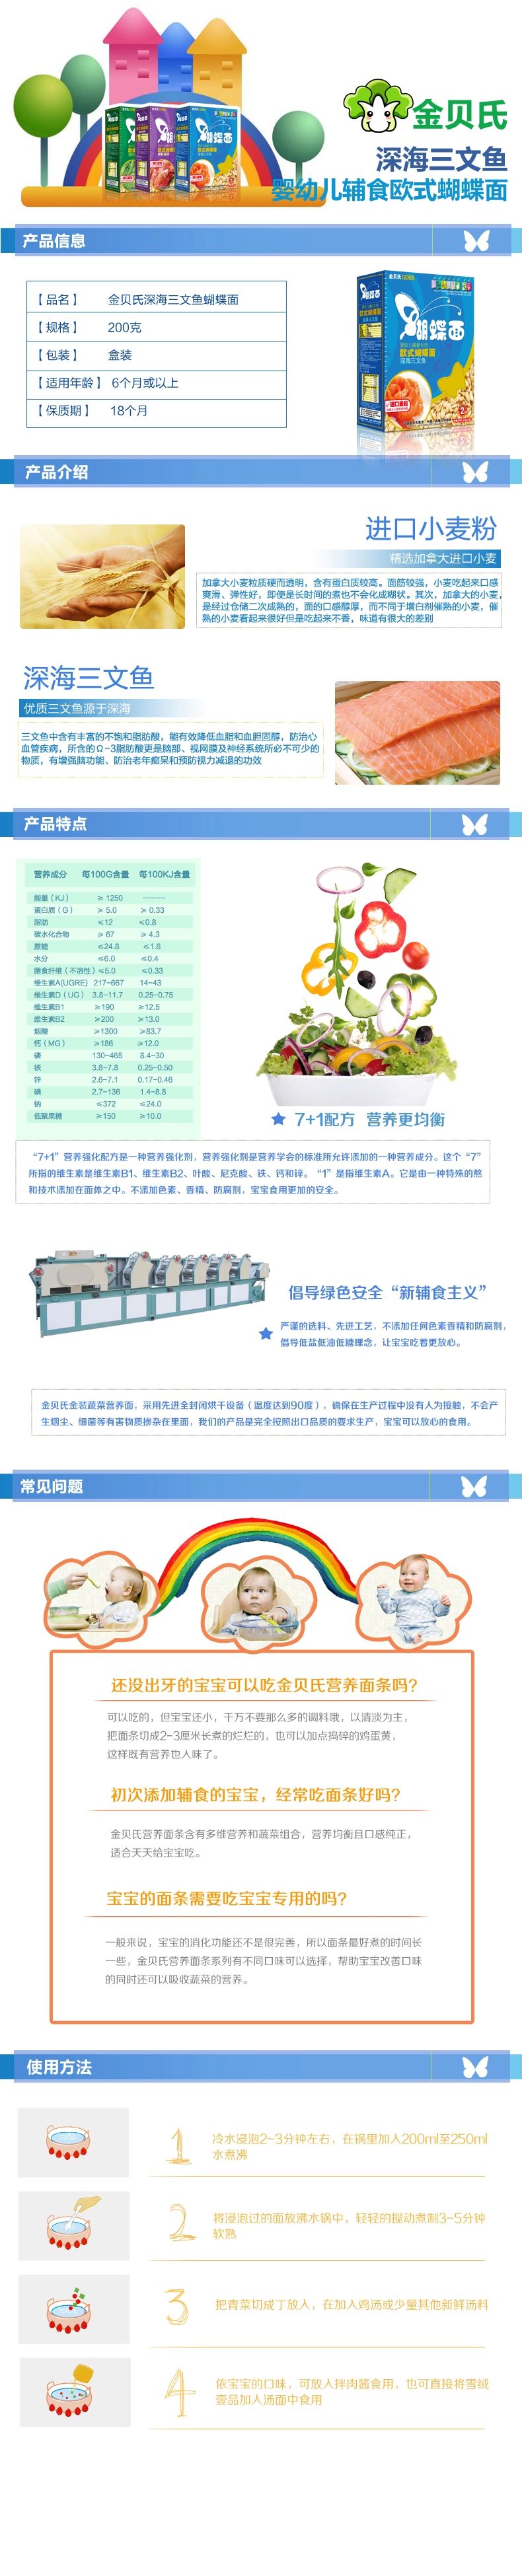 金贝氏
深海三文鱼
婴幼儿辅食欧式蝴蝶面
蝴蝶面
产品信息
【 品名 】 金贝氏深海三文鱼蝴蝶面
【 规格 】 200克
【 包装 】 盒装
【 适用年龄 】 6个月或以上
【 保质期 】 18个月
蝴蝶面
欧式蝴蝶面
深海三文鱼
产品介绍
进口小麦粉
精选加拿大进口小麦
加拿大小麦粒质硬而透明，含有蛋白质较高。面筋较强，小麦吃起来口感
爽滑、弹性好，即使是长时间的煮也不会化成糊状。其次，加拿大的小麦，
是经过仓储二次成熟的，面的口感醇厚，而不同于增白剂催熟的小麦，催
熟的小麦看起来很好但是吃起来不香，味道有很大的差别
深海三文鱼
优质三文鱼源于深海
三文鱼中含有丰富的不饱和脂肪酸，能有效降低血脂和血胆固醇，防治心
血管疾病，所含的Ω-3脂肪酸更是脑部、视网膜及神经系统所必不可少的
物质，有增强脑功能、防治老年痴呆和预防视力减退的功效
产品特点
营养成分 每100G含量 每100KJ含量
能量（KJ） ≥1250 -----
蛋白质（G） ≥5.0 ≥0.33
脂肪 ≤12 ≤0.8
碳水化合物 ≥67 ≥4.3
蔗糖 ≤24.8 ≤1.6
水分 ≤6.0 ≤0.4
膳食纤维（不溶性）≤5.0 ≤0.33
维生素A(UGRE) 217-667 14-43
维生素D（UG） 3.8-11.7 0.25-0.75
维生素B1 ≥190 ≥12.5
维生素B2 ≥200 ≥13.0
烟酸 ≥1300 ≥83.7
钙（MG） ≥186 ≥12.0
磷 130-465 8.4-30
铁 3.8-7.8 0.25-0.50
锌 2.6-7.1 0.17-0.46
碘 2.7-136 1.4-8.8
钠 ≤372 ≤24.0
低聚果糖 ≥150 ≥10.0
7+1配方 营养更均衡
“7+1”营养强化配方是一种营养强化剂，营养强化剂是营养学会的标准所允许添加的一种营养成分。这个“7”
所指的维生素是维生素B1、维生素B2、叶酸、尼克酸、铁、钙和锌。“1”是指维生素A。它是由一种特殊的熬
和技术添加在面体之中。不添加色素、香精、防腐剂，宝宝食用更加的安全。
倡导绿色安全“新辅食主义”
严谨的选料、先进工艺，不添加任何色素香精和防腐剂，
倡导低盐低油低糖理念，让宝宝吃着更放心。
金贝氏金装蔬菜营养面，采用先进全封闭烘干设备（温度达到90度），确保在生产过程中没有人为接触，不会产
生烟尘、细菌等有害物质掺杂在里面，我们的产品是完全按照出口品质的要求生产，宝宝可以放心的食用。
常见问题
还没出牙的宝宝可以吃金贝氏营养面条吗？
可以吃的，但宝宝还小，千万不要那么多的调料哦，以清淡为主，
把面条切成2-3厘米长煮的烂烂的，也可以加点捣碎的鸡蛋黄，
这样既有营养也入味了。
初次添加辅食的宝宝，经常吃面条好吗？
金贝氏营养面条含有多维营养和蔬菜组合，营养均衡且口感纯正，
适合天天给宝宝吃。
宝宝的面条需要吃宝宝专用的吗？
一般来说，宝宝的消化功能还不是很完善，所以面条最好煮的时间长
一些，金贝氏营养面条系列有不同口味可以选择，帮助宝宝改善口味
的同时还可以吸收蔬菜的营养。
使用方法
1 冷水浸泡2~3分钟左右，在锅里加入200ml至250ml
水煮沸
2 将浸泡过的面放沸水锅中，轻轻的搅动煮制3-5分钟
软熟
3 把青菜切成丁放入，在加入鸡汤或少量其他新鲜汤料
4 依宝宝的口味，可放入拌肉酱食用，也可直接将雪绒
壹品加入汤面中食用